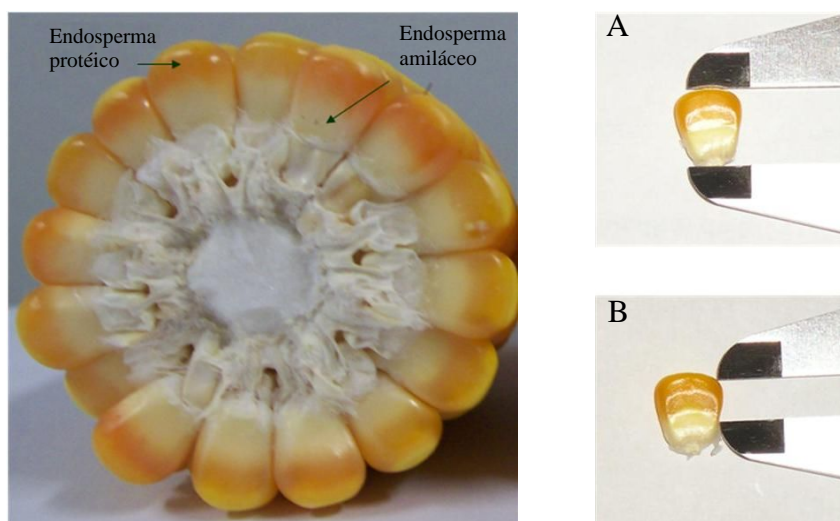 Endosperma
protéico
Endosperma
amiláceo
A
B